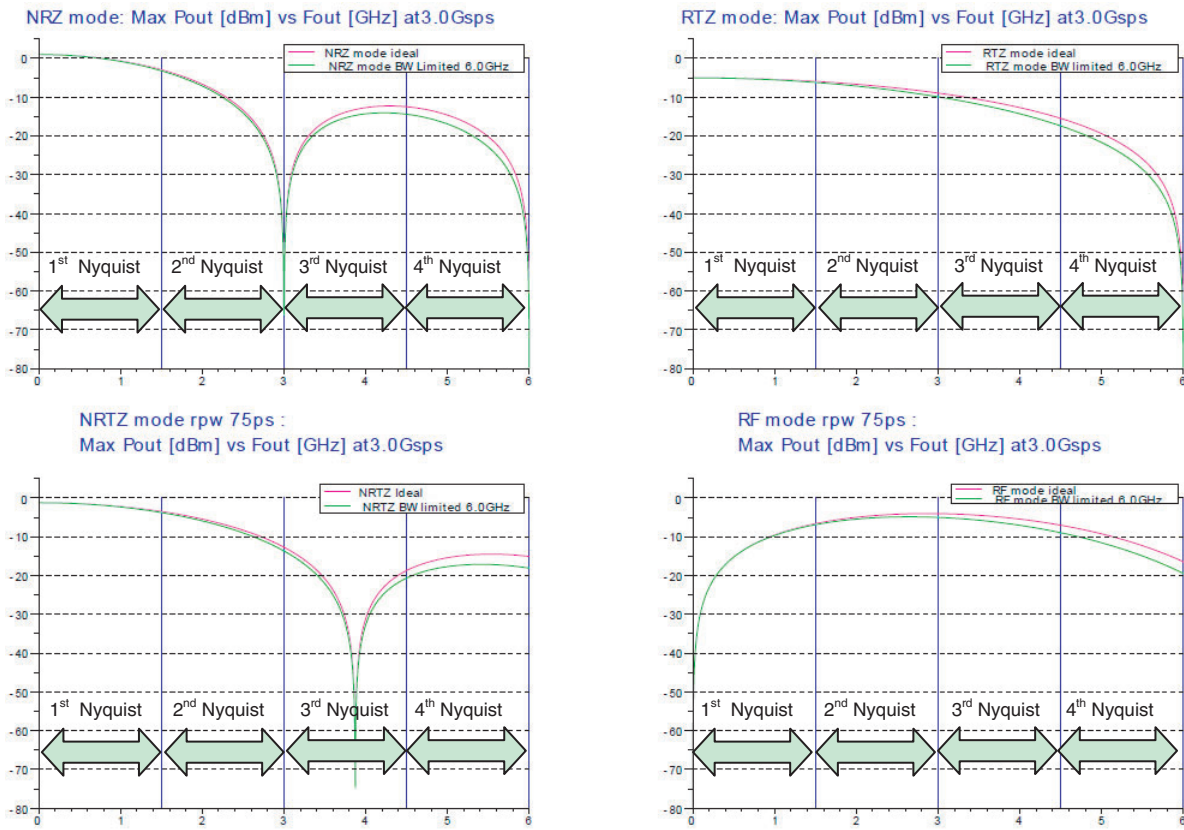 NRZ mode: Max Pout [dBm] vs Fout [GHz] at3.0Gsps
NRZ mode ideal
NRZ mode BW Limited 6.0GHz
0
-10
-20
-30
-40
-50
-60
-70
-80
1st Nyquist
2nd Nyquist
3rd Nyquist
4th Nyquist
0 1 2 3 4 5 6
RTZ mode: Max Pout [dBm] vs Fout [GHz] at3.0Gsps
RTZ mode ideal
RTZ mode BW limited 6.0GHz
0
-10
-20
-30
-40
-50
-60
-70
-80
1st Nyquist
2nd Nyquist
3rd Nyquist
4th Nyquist
0 1 2 3 4 5 6
NRTZ mode rpw 75ps :
Max Pout [dBm] vs Fout [GHz] at3.0Gsps
NRTZ Ideal
NRTZ BW limited 6.0GHz
0
-10
-20
-30
-40
-50
-60
-70
-80
1st Nyquist
2nd Nyquist
3rd Nyquist
4th Nyquist
0 1 2 3 4 5 6
RF mode rpw 75ps :
Max Pout [dBm] vs Fout [GHz] at3.0Gsps
RF mode ideal
RF mode BW limited 6.0GHz
0
-10
-20
-30
-40
-50
-60
-70
-80
1st Nyquist
2nd Nyquist
3rd Nyquist
4th Nyquist
0 1 2 3 4 5 6